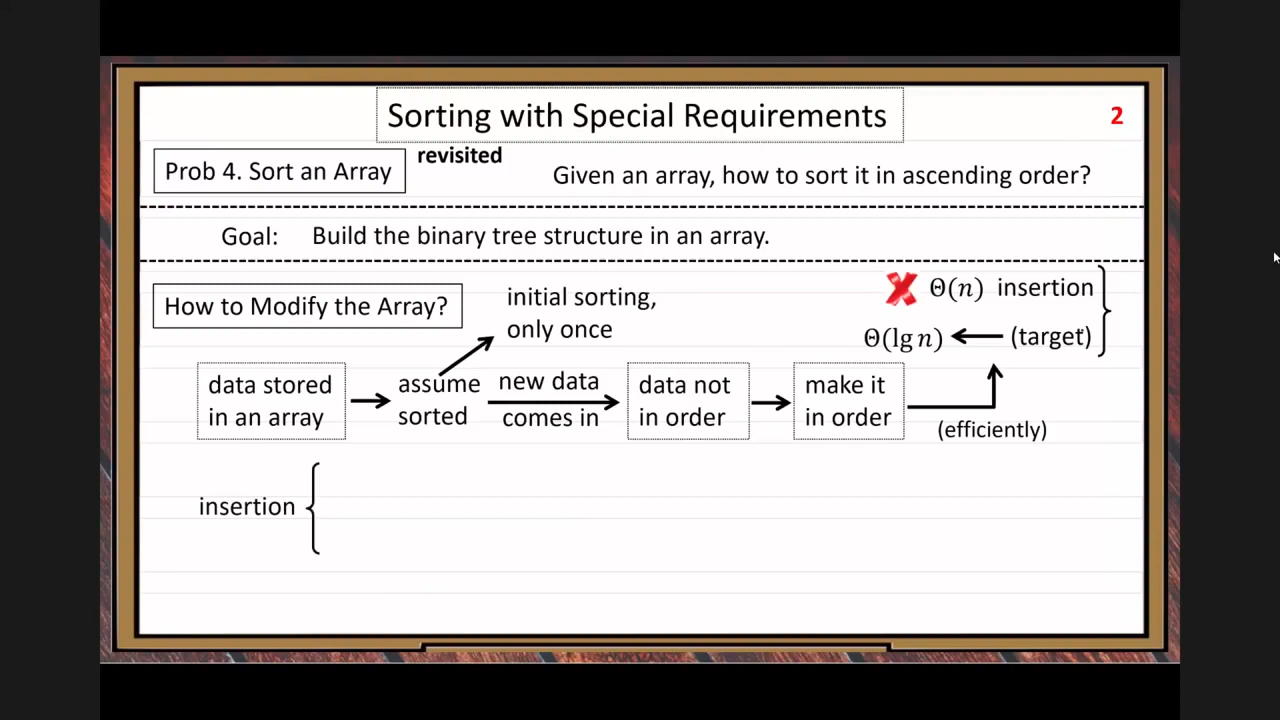 Sorting with Special Requirements
2
Prob 4. Sort an Array
revisited
Given an array, how to sort it in ascending order?
Goal: Build the binary tree structure in an array.
How to Modify the Array?
initial sorting,
only once
Θ(n) insertion
Θ(lg n)
(target)
data stored
in an array
assume
sorted
new data
comes in
data not
in order
make it
in order
(efficiently)
insertion